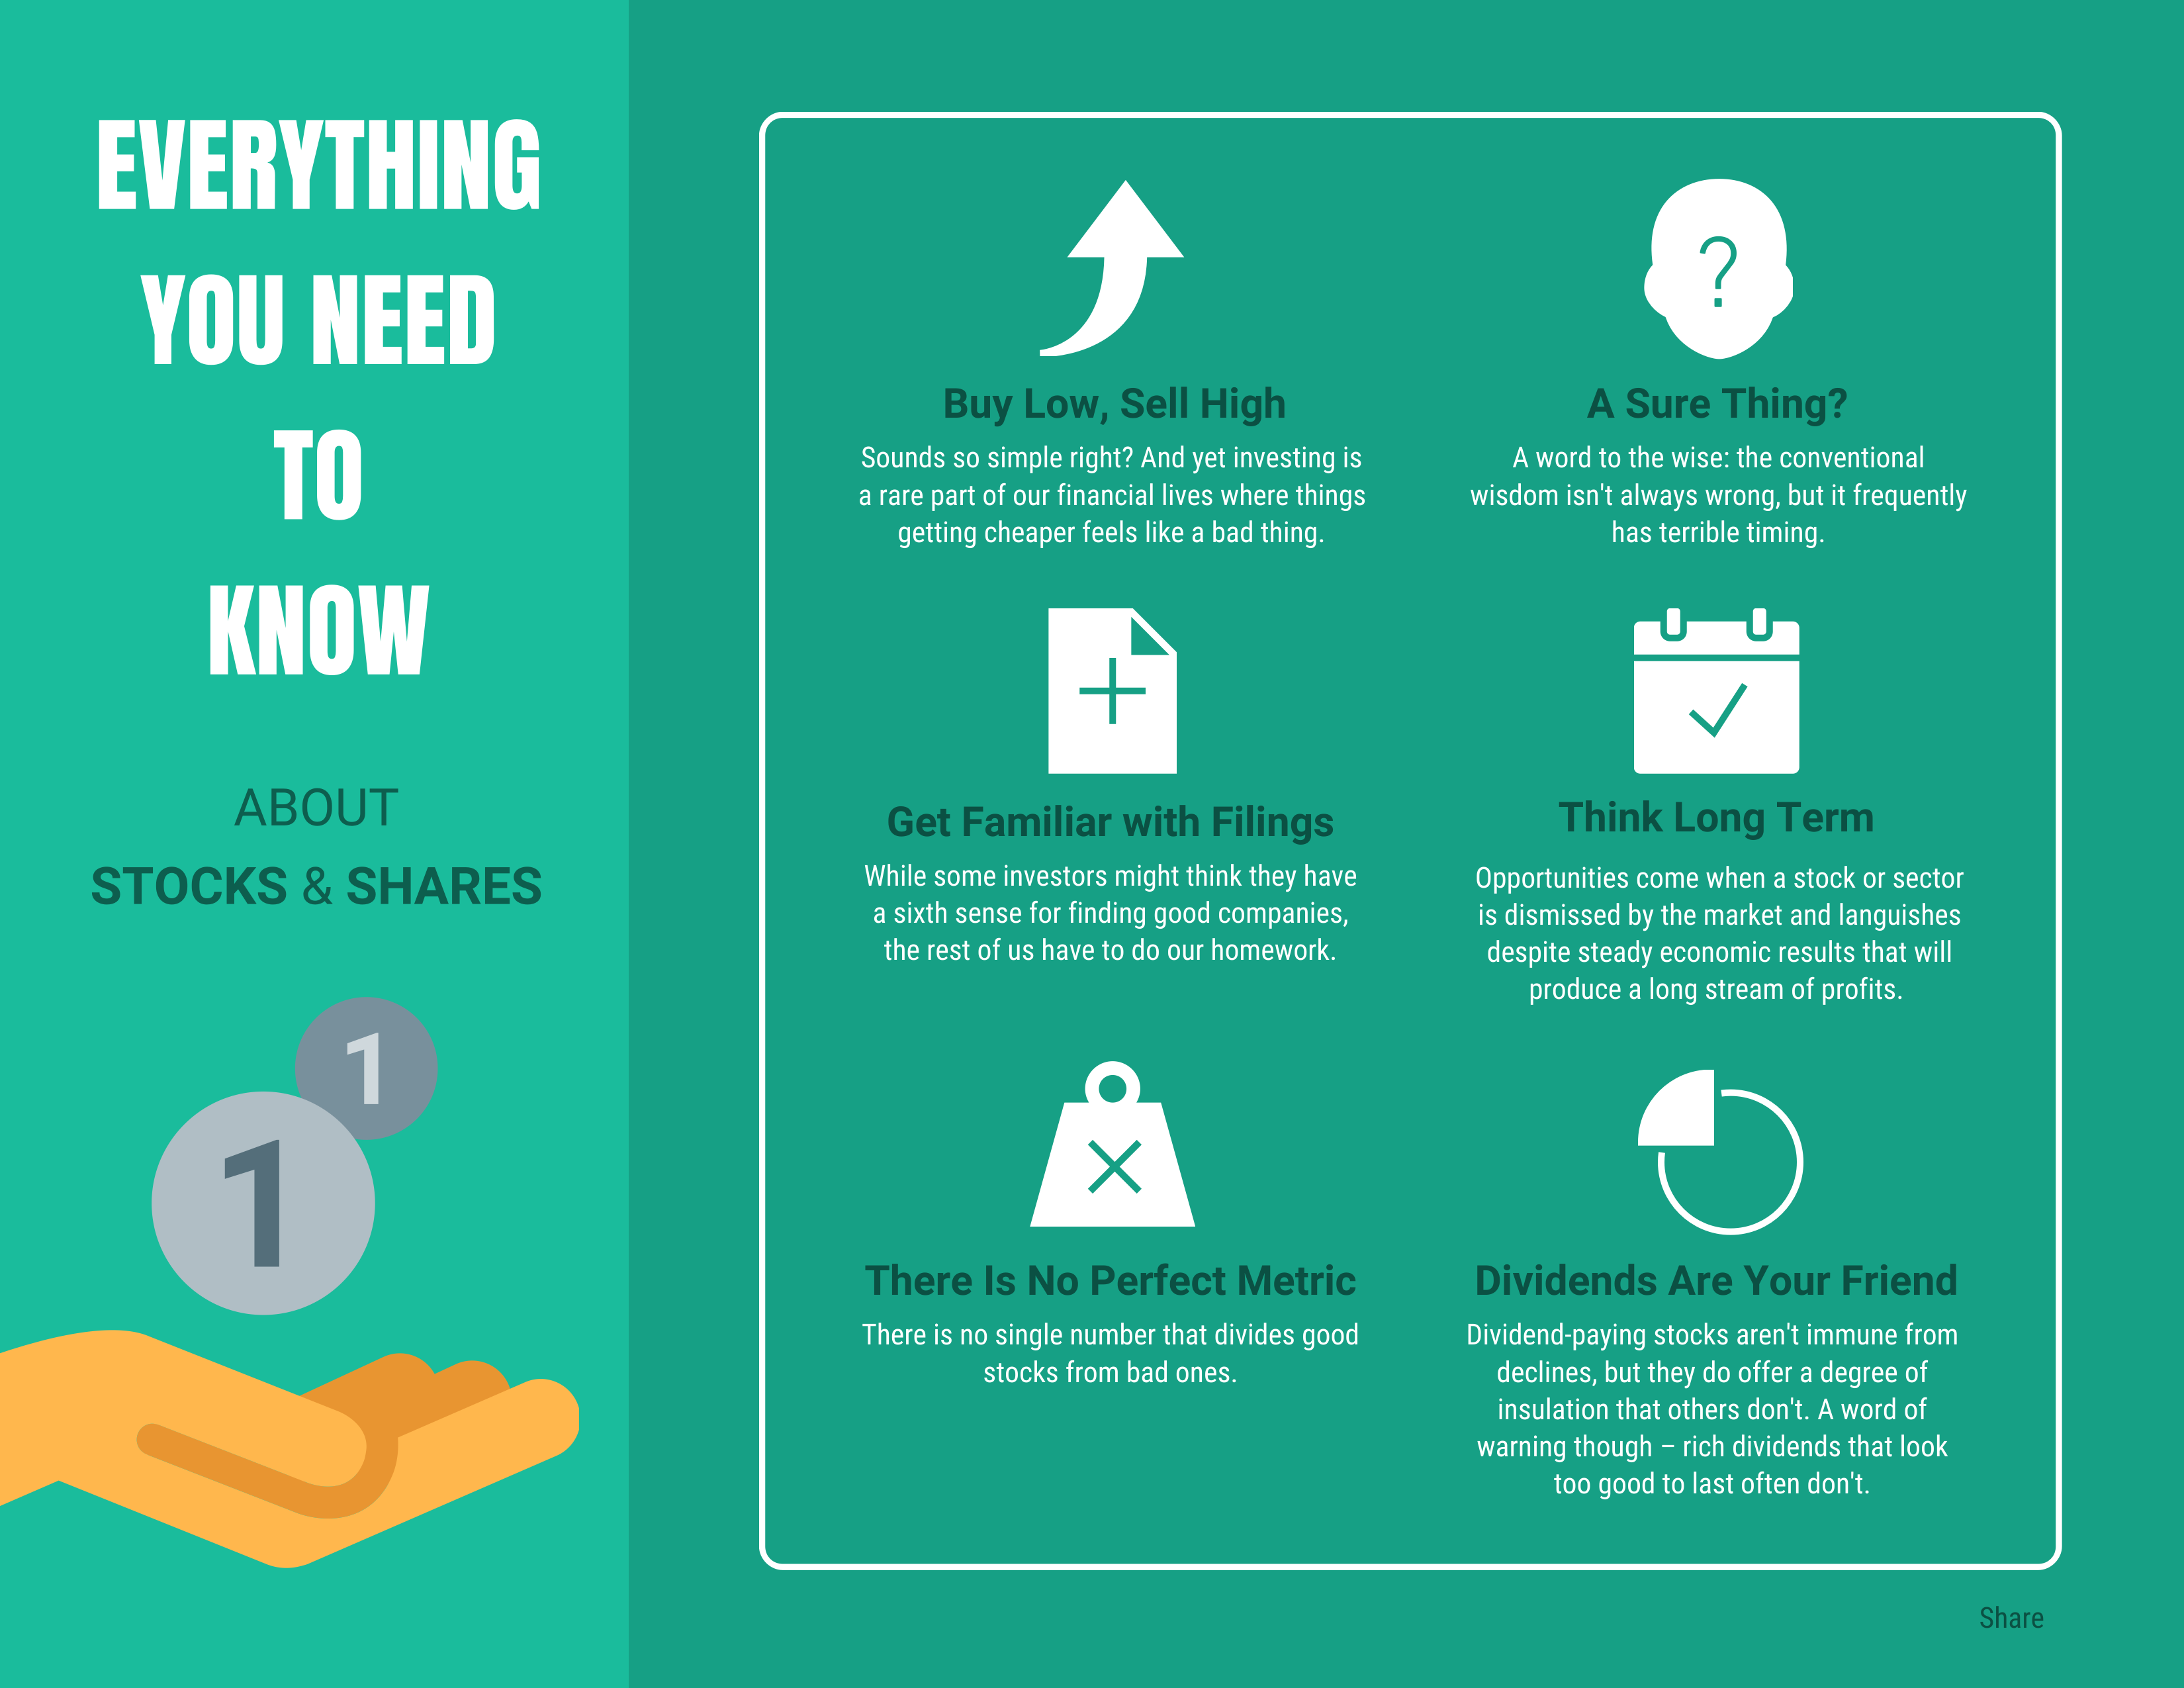 EVERYTHING
YOU NEED
TO
KNOW
ABOUT
STOCKS & SHARES
1
1
Buy Low, Sell High
Sounds so simple right? And yet investing is
a rare part of our financial lives where things
getting cheaper feels like a bad thing.
?
A Sure Thing?
A word to the wise: the conventional
wisdom isn't always wrong, but it frequently
has terrible timing.
Get Familiar with Filings
While some investors might think they have
a sixth sense for finding good companies,
the rest of us have to do our homework.
Think Long Term
Opportunities come when a stock or sector
is dismissed by the market and languishes
despite steady economic results that will
produce a long stream of profits.
There Is No Perfect Metric
There is no single number that divides good
stocks from bad ones.
Dividends Are Your Friend
Dividend-paying stocks aren't immune from
declines, but they do offer a degree of
insulation that others don't. A word of
warning though – rich dividends that look
too good to last often don't.
Share